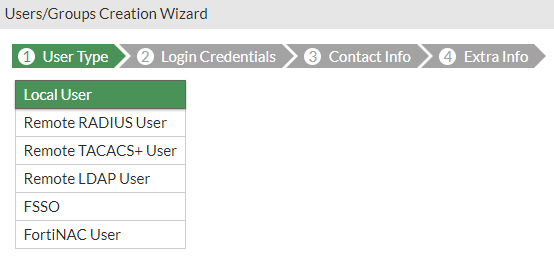 Users/Groups Creation Wizard
1 User Type 2 Login Credentials 3 Contact Info 4 Extra Info
Local User
Remote RADIUS User
Remote TACACS+ User
Remote LDAP User
FSSO
FortiNAC User